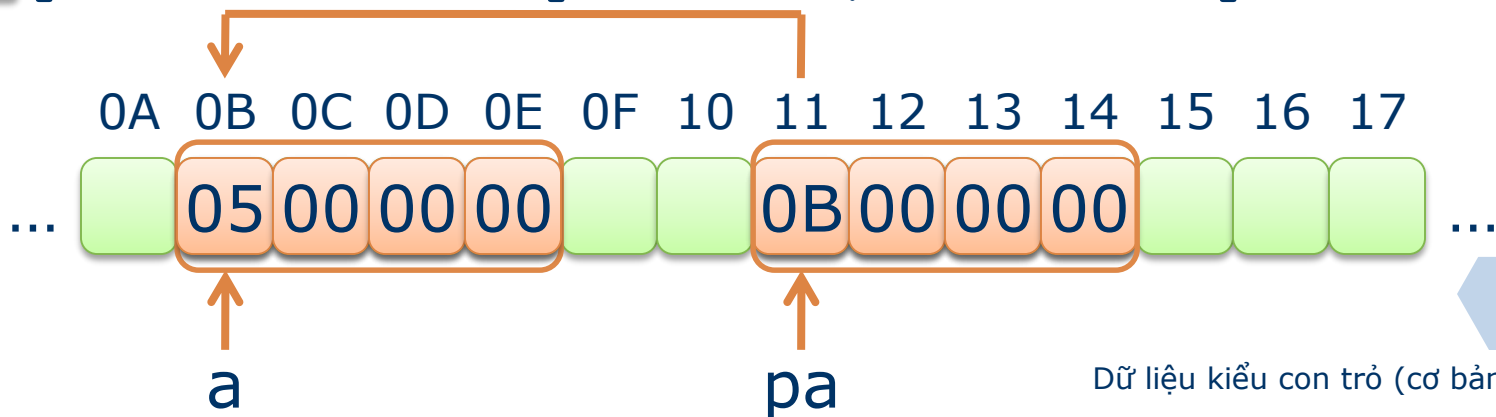 0A 0B 0C 0D 0E 0F 10 11 12 13 14 15 16 17
... 05 00 00 00 0B 00 00 00 ...
a pa
Dữ liệu kiểu con trỏ (cơ bản